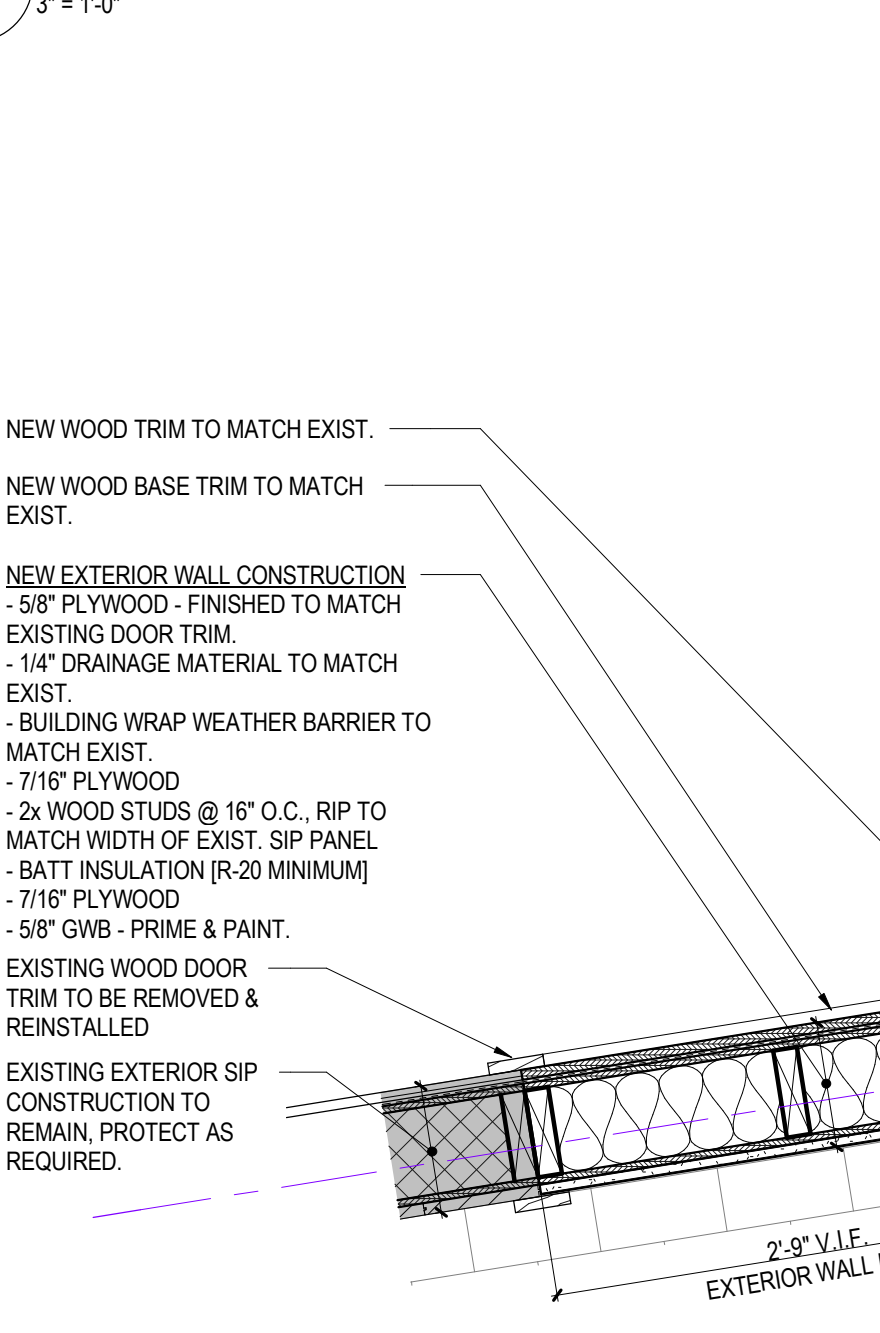 3" = 1'-0"
NEW WOOD TRIM TO MATCH EXIST.
NEW WOOD BASE TRIM TO MATCH
EXIST.
NEW EXTERIOR WALL CONSTRUCTION
- 5/8" PLYWOOD - FINISHED TO MATCH
EXISTING DOOR TRIM.
- 1/4" DRAINAGE MATERIAL TO MATCH
EXIST.
- BUILDING WRAP WEATHER BARRIER TO
MATCH EXIST.
- 7/16" PLYWOOD
- 2x WOOD STUDS @ 16" O.C., RIP TO
MATCH WIDTH OF EXIST. SIP PANEL
- BATT INSULATION [R-20 MINIMUM]
- 7/16" PLYWOOD
- 5/8" GWB - PRIME & PAINT.
EXISTING WOOD DOOR
TRIM TO BE REMOVED &
REINSTALLED
EXISTING EXTERIOR SIP
CONSTRUCTION TO
REMAIN, PROTECT AS
REQUIRED.
2'-9" V.I.F.
EXTERIOR WALL